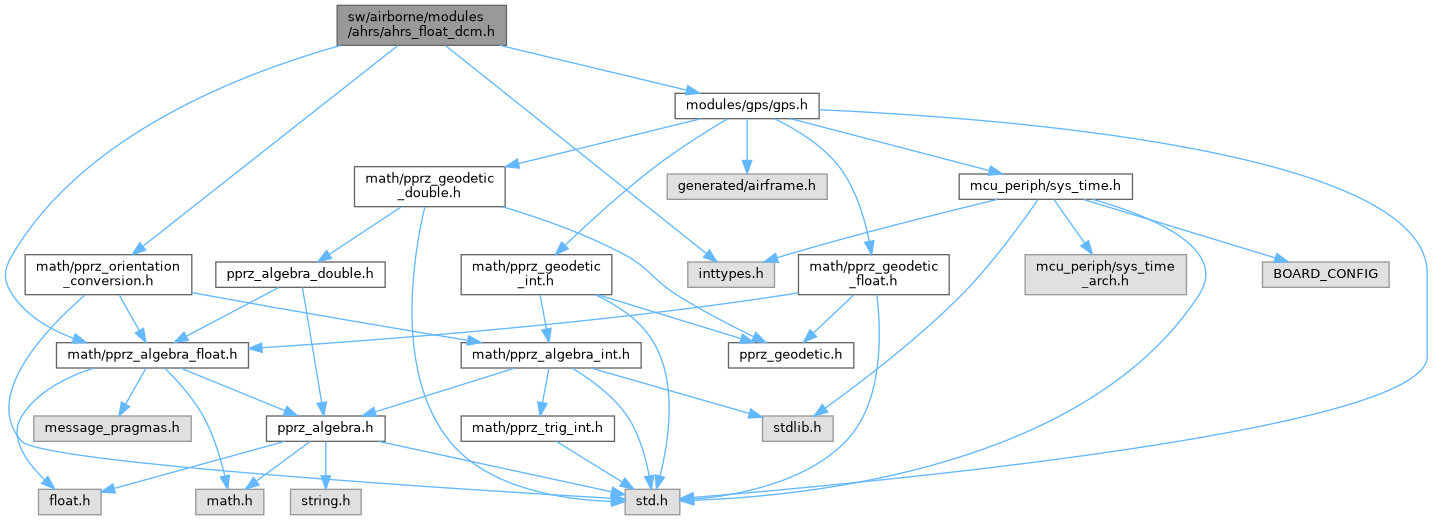 sw/airborne/modules
/ahrs/ahrs_float_dcm.h
modules/gps/gps.h
math/pprz_geodetic
_double.h
generated/airframe.h
mcu_periph/sys_time.h
math/pprz_orientation
_conversion.h
pprz_algebra_double.h
math/pprz_geodetic
_int.h
inttypes.h
math/pprz_geodetic
_float.h
mcu_periph/sys_time
_arch.h
BOARD_CONFIG
math/pprz_algebra_float.h
math/pprz_algebra_int.h
pprz_geodetic.h
message_pragmas.h
pprz_algebra.h
math/pprz_trig_int.h
stdlib.h
float.h
math.h
string.h
std.h